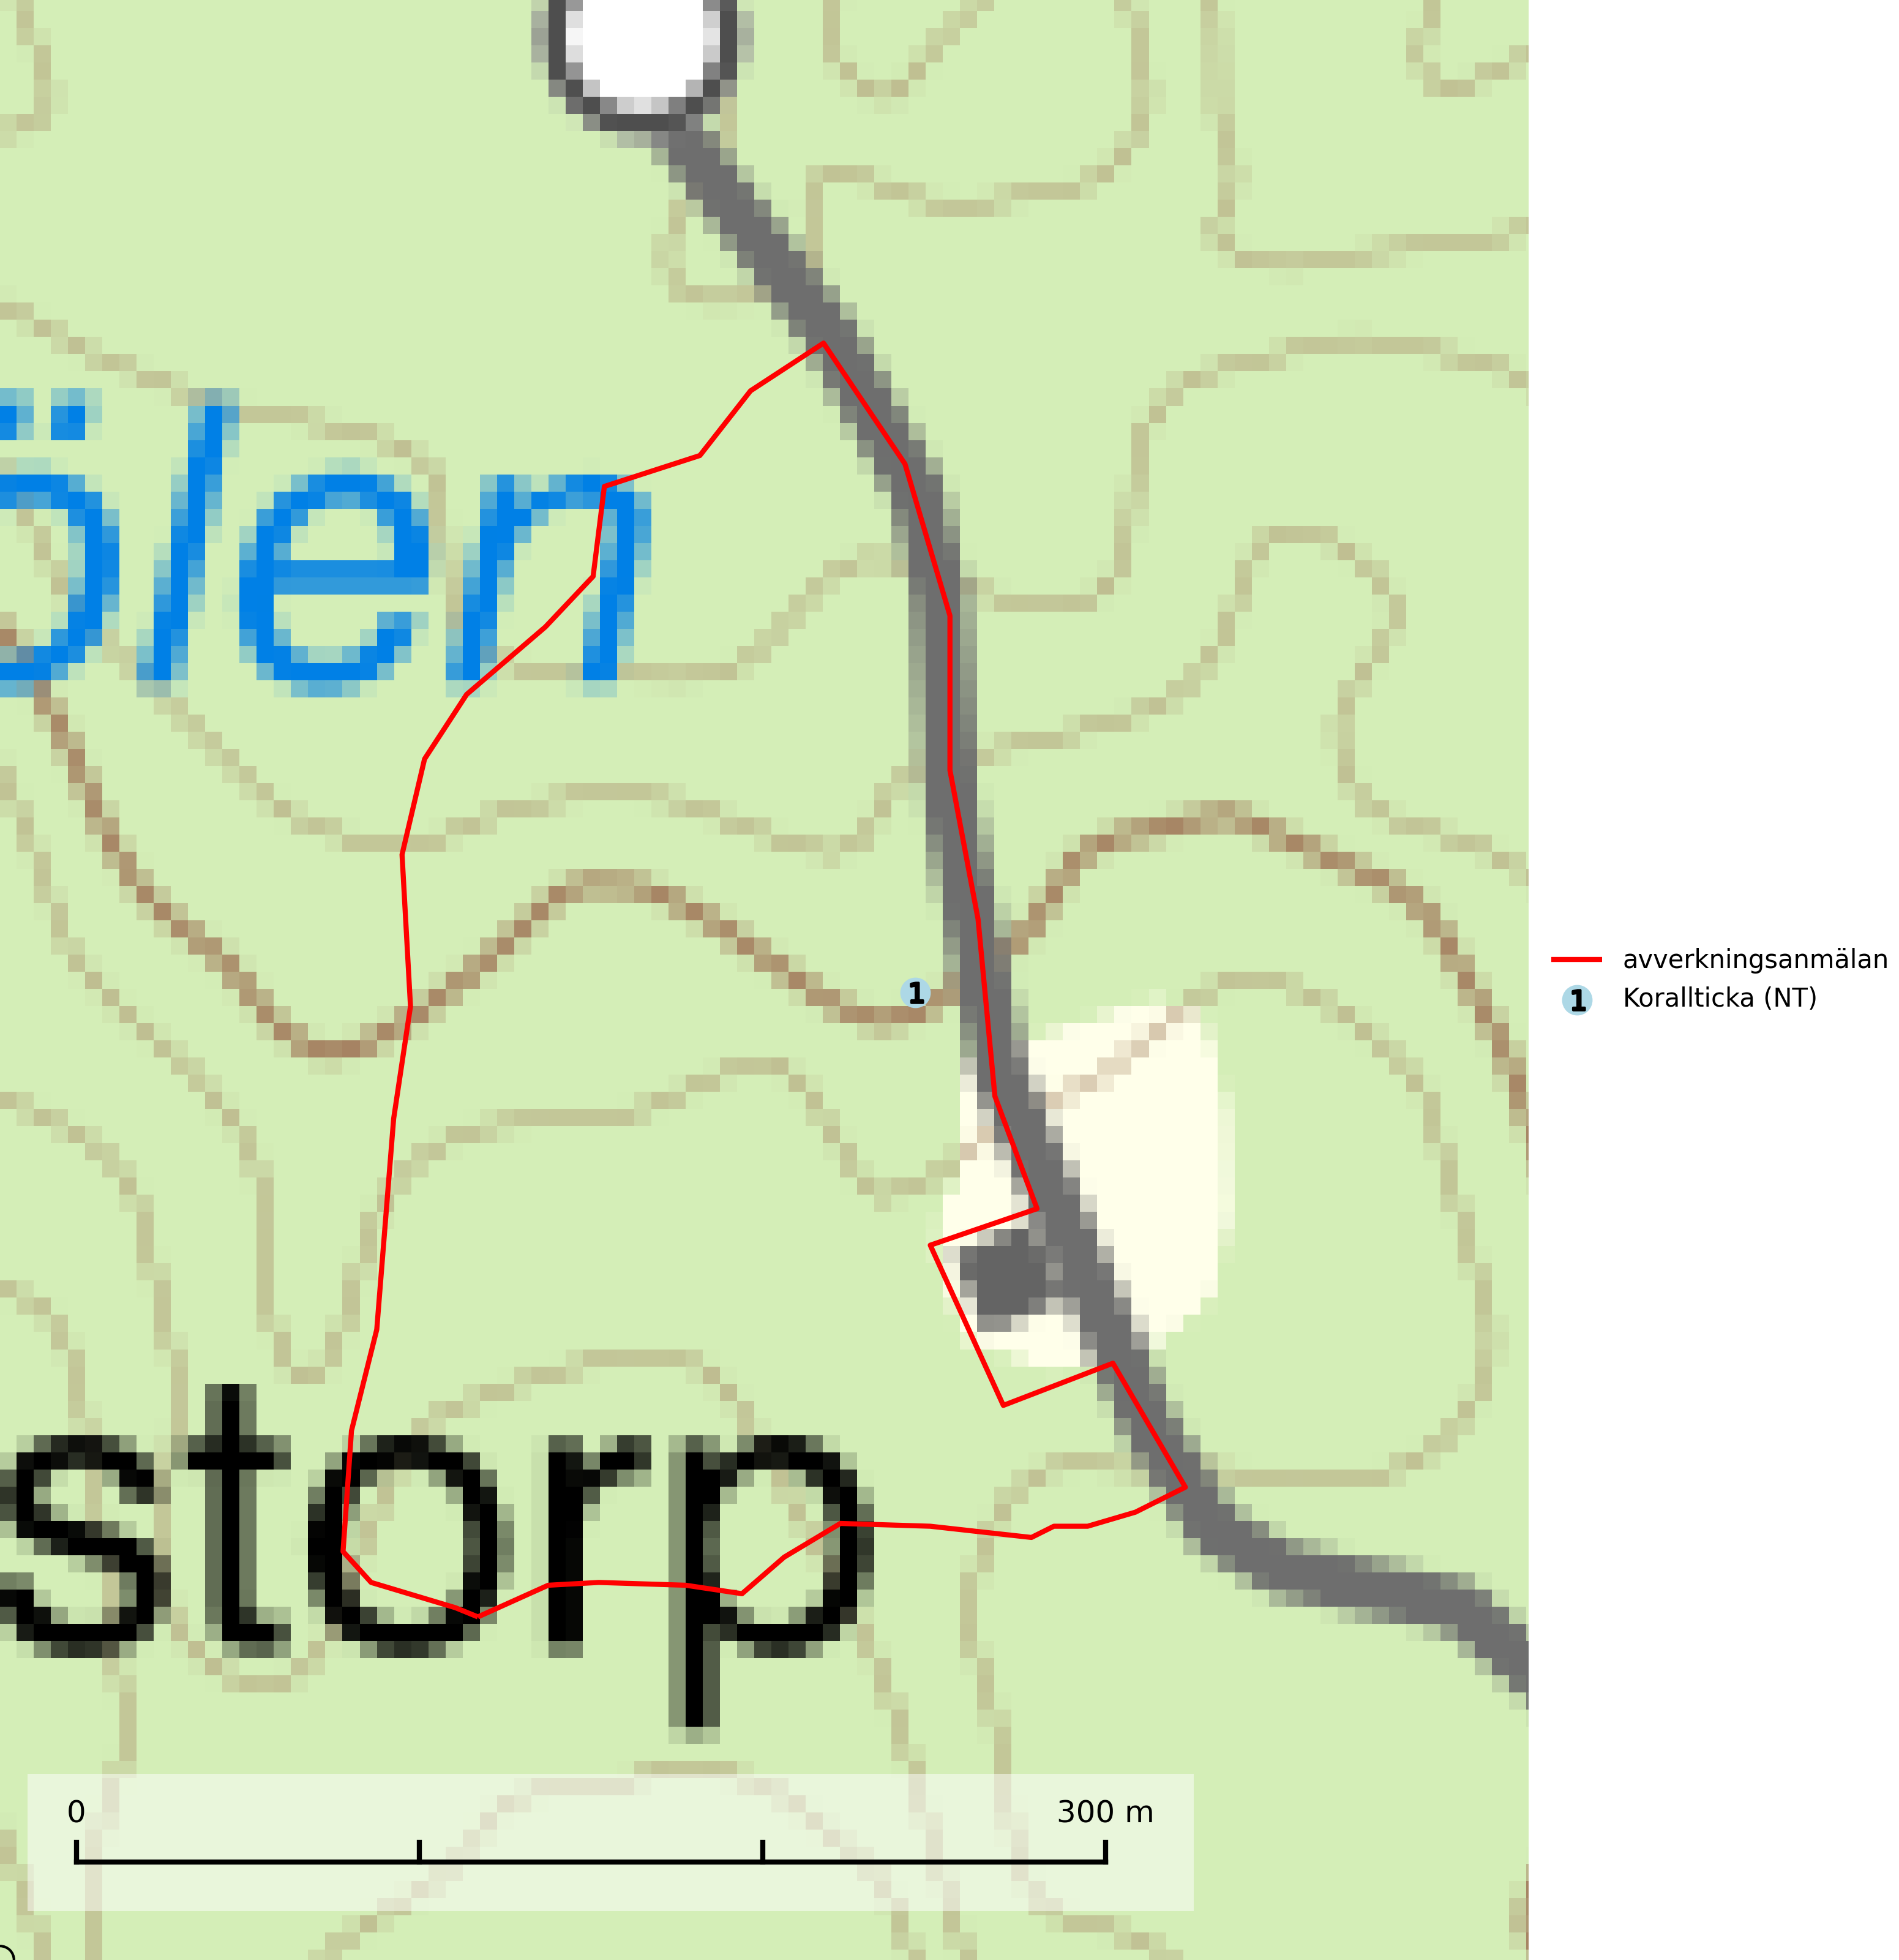 ölen
1
avverkningsanmälan
1 Korallticka (NT)
storp
0 300 m